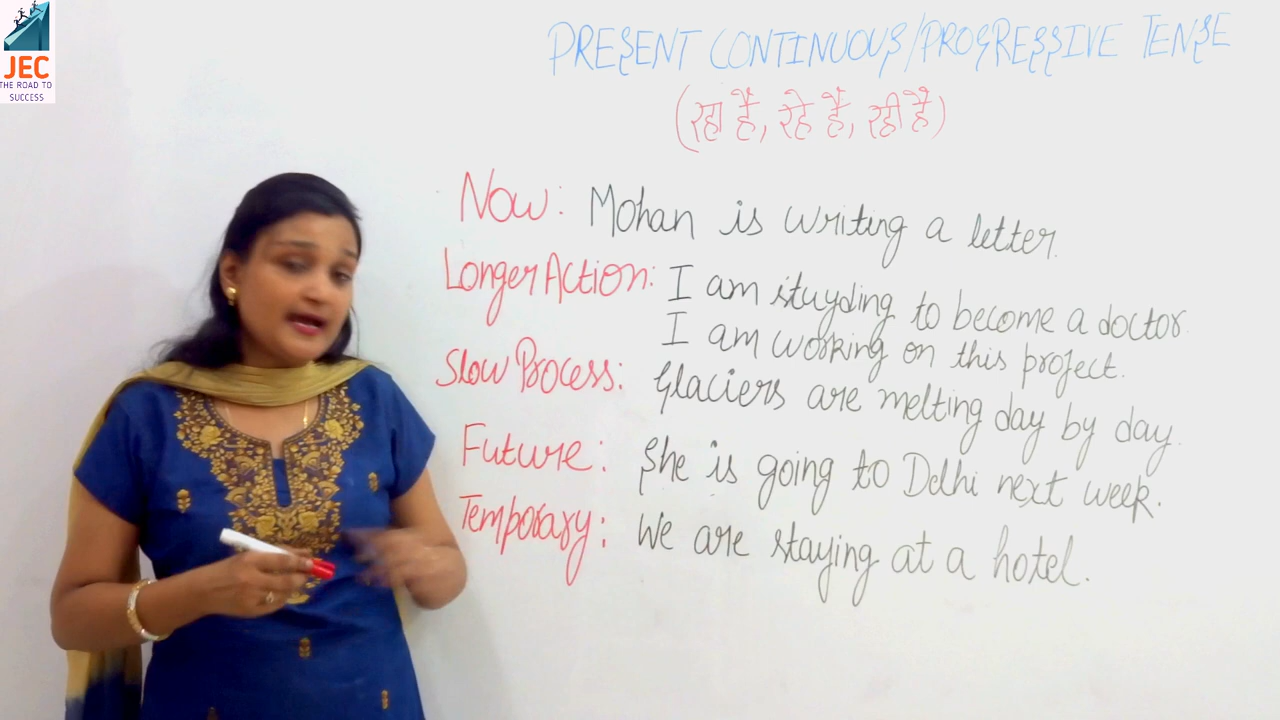 JEC
THE ROAD TO
SUCCESS
PRESENT CONTINUOUS/PROGRESSIVE TENSE
(रहा है, रहे हैं, रही है)
Now: Mohan is writing a letter.
Longer Action: I am stuyding to become a doctor.
I am working on this project.
Slow Process: Glaciers are melting day by day.
Future: She is going to Delhi next week.
Temporary: We are staying at a hotel.